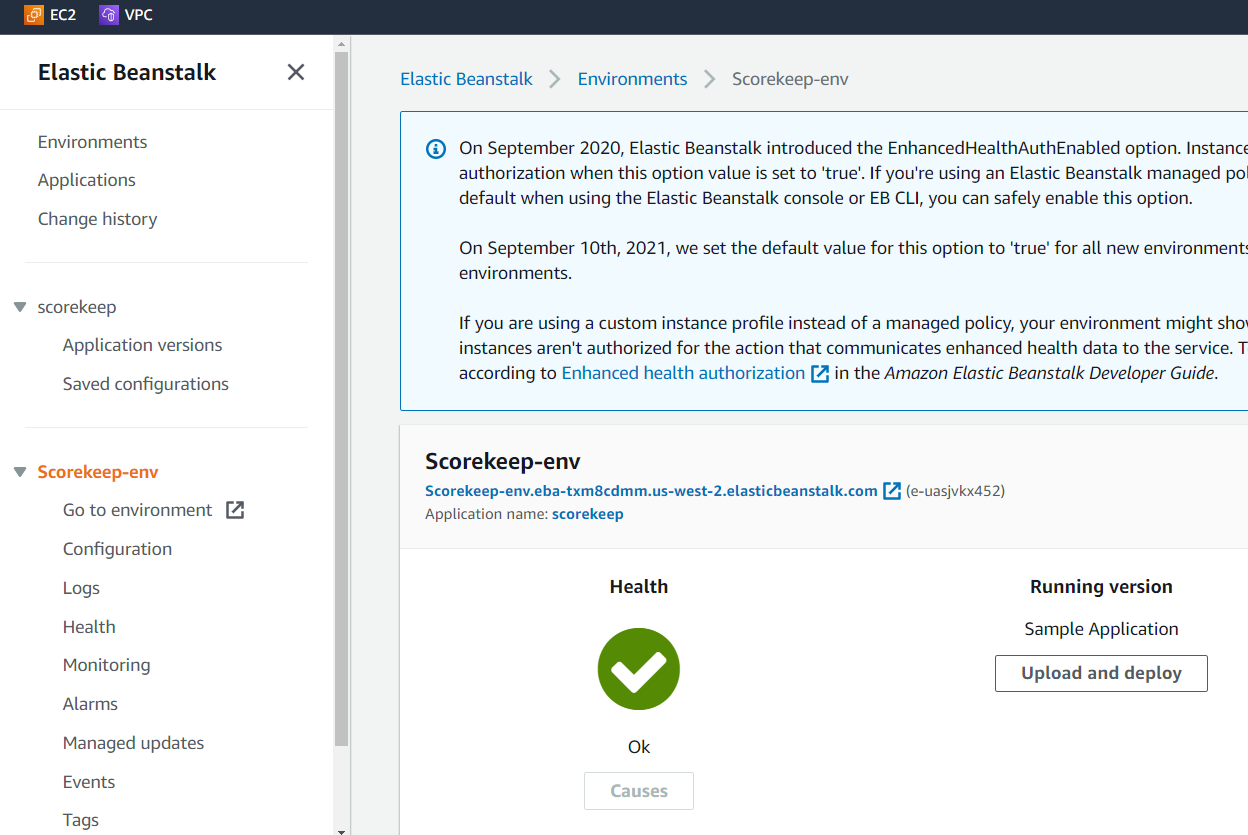 EC2 VPC
Elastic Beanstalk
Environments
Applications
Change history
scorekeep
Application versions
Saved configurations
Scorekeep-env
Go to environment
Configuration
Logs
Health
Monitoring
Alarms
Managed updates
Events
Tags
Elastic Beanstalk Environments Scorekeep-env
On September 2020, Elastic Beanstalk introduced the EnhancedHealthAuthEnabled option. Instance
authorization when this option value is set to 'true'. If you're using an Elastic Beanstalk managed pol
default when using the Elastic Beanstalk console or EB CLI, you can safely enable this option.
On September 10th, 2021, we set the default value for this option to 'true' for all new environments
environments.
If you are using a custom instance profile instead of a managed policy, your environment might show
instances aren't authorized for the action that communicates enhanced health data to the service. T
according to Enhanced health authorization in the Amazon Elastic Beanstalk Developer Guide.
Scorekeep-env
Scorekeep-env.eba-txm8cdmm.us-west-2.elasticbeanstalk.com (e-uasjvkx452)
Application name: scorekeep
Health
Ok
Causes
Running version
Sample Application
Upload and deploy